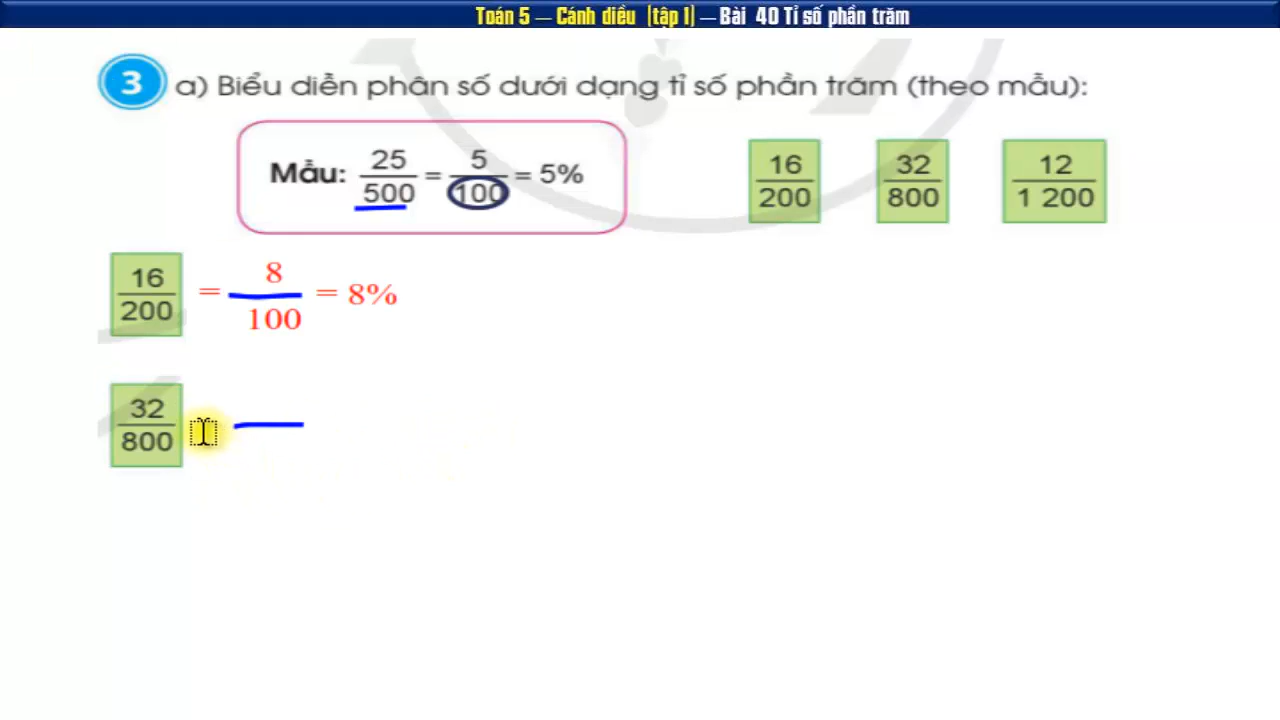 Toán 5 – Cánh diều (tập 1) – Bài 40 Tỉ số phần trăm
3 a) Biểu diễn phân số dưới dạng tỉ số phần trăm (theo mẫu):
Mẫu: 25/500 = 5/100 = 5% 16/200 32/800 12/1 200
16/200 = 8/100 = 8%
32/800